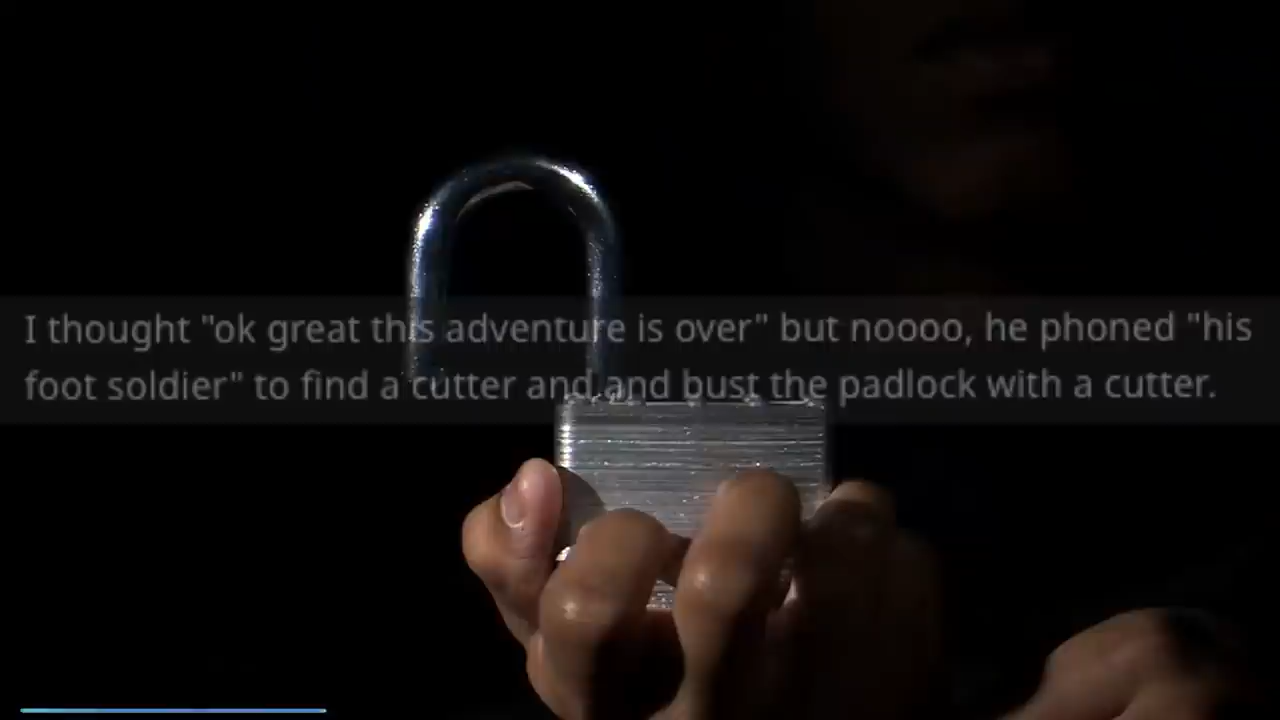 I thought "ok great this adventure is over" but noooo, he phoned "his
foot soldier" to find a cutter and and bust the padlock with a cutter.